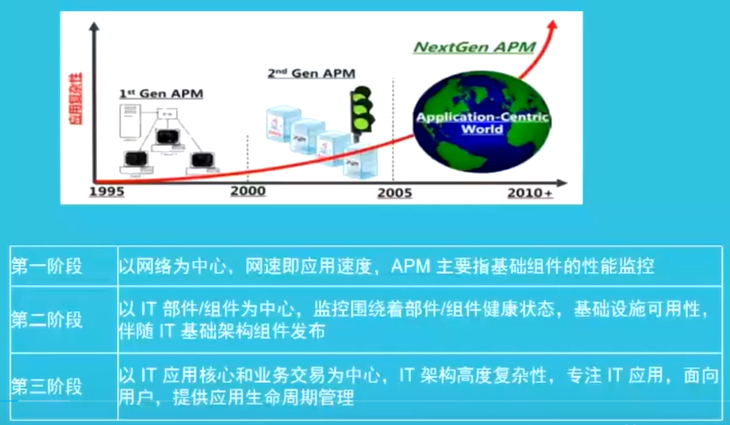 NextGen APM
2nd Gen APM
1st Gen APM
应用复杂性
Application-Centric
World
1995
2000
2005
2010+
第一阶段
以网络为中心，网速即应用速度，APM 主要指基础组件的性能监控
第二阶段
以 IT 部件/组件为中心，监控围绕着部件/组件健康状态，基础设施可用性，
伴随 IT 基础架构组件发布
第三阶段
以 IT 应用核心和业务交易为中心，IT 架构高度复杂性，专注 IT 应用，面向
用户，提供应用生命周期管理